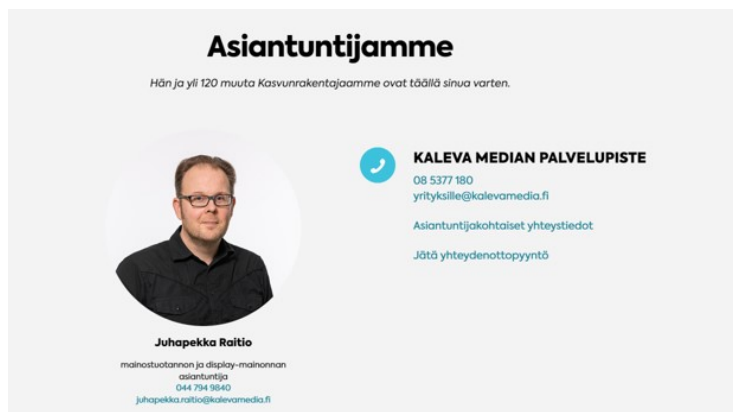 Asiantuntijamme
Hän ja yli 120 muuta Kasvunrakentajaamme ovat täällä sinua varten.
Juhapekka Raitio
mainostuotannon ja display-mainonnan
asiantuntija
044 794 9840
juhapekka.raitio@kalevamedia.fi
KALEVA MEDIAN PALVELUPISTE
08 5377 180
yrityksille@kalevamedia.fi
Asiantuntijakohtaiset yhteystiedot
Jätä yhteydenottopyyntö